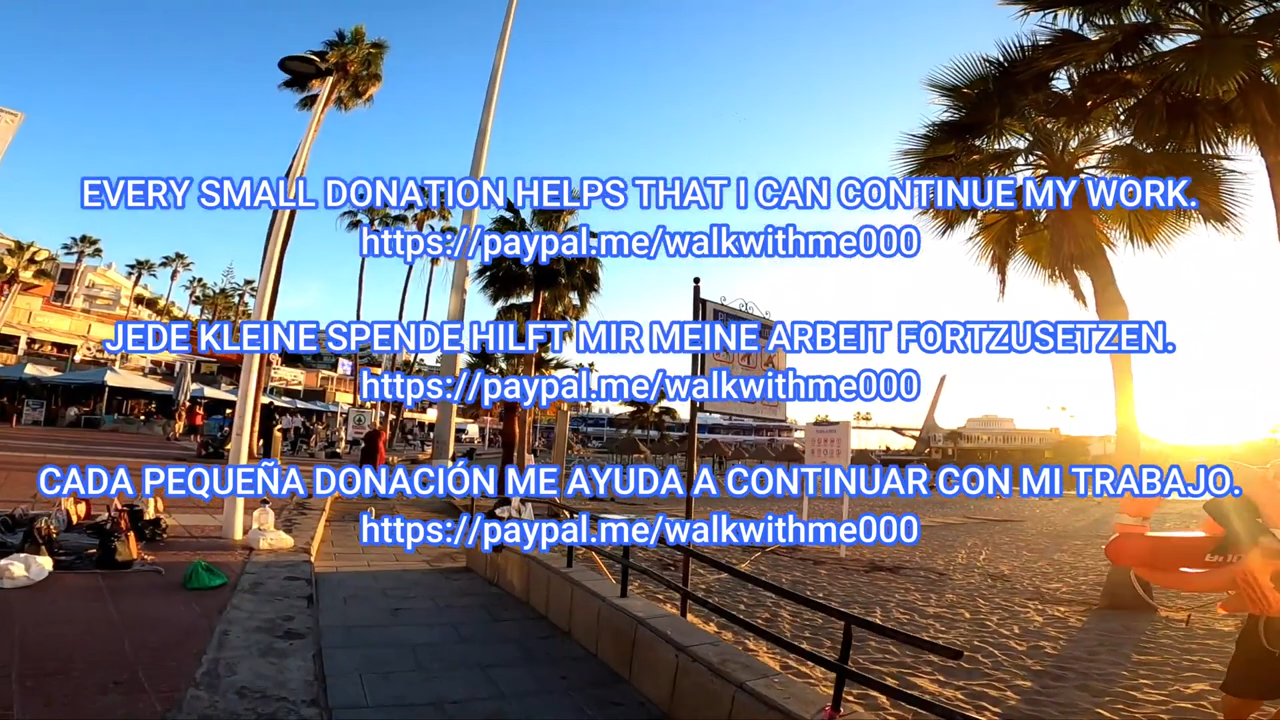 EVERY SMALL DONATION HELPS THAT I CAN CONTINUE MY WORK.
https://paypal.me/walkwithme000
JEDE KLEINE SPENDE HILFT MIR MEINE ARBEIT FORTZUSETZEN.
https://paypal.me/walkwithme000
CADA PEQUEÑA DONACIÓN ME AYUDA A CONTINUAR CON MI TRABAJO.
https://paypal.me/walkwithme000